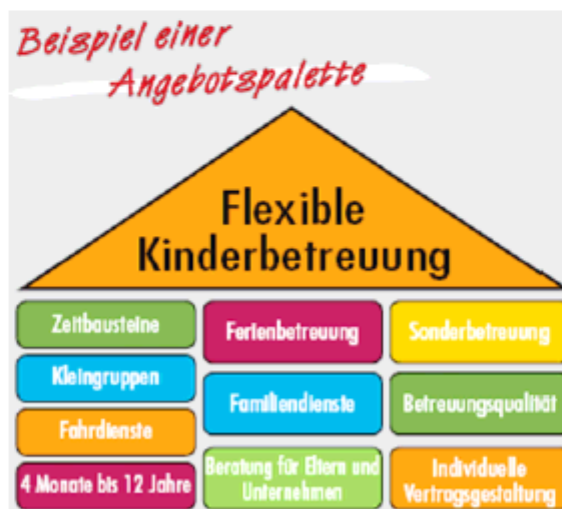 Beispiel einer
Angebotspalette
Flexible
Kinderbetreuung
Zeitbausteine
Kleingruppen
Fahrdienste
4 Monate bis 12 Jahre
Ferienbetreuung
Familiendienste
Beratung für Eltern und
Unternehmen
Sonderbetreuung
Betreuungsqualität
Individuelle
Vertragsgestaltung